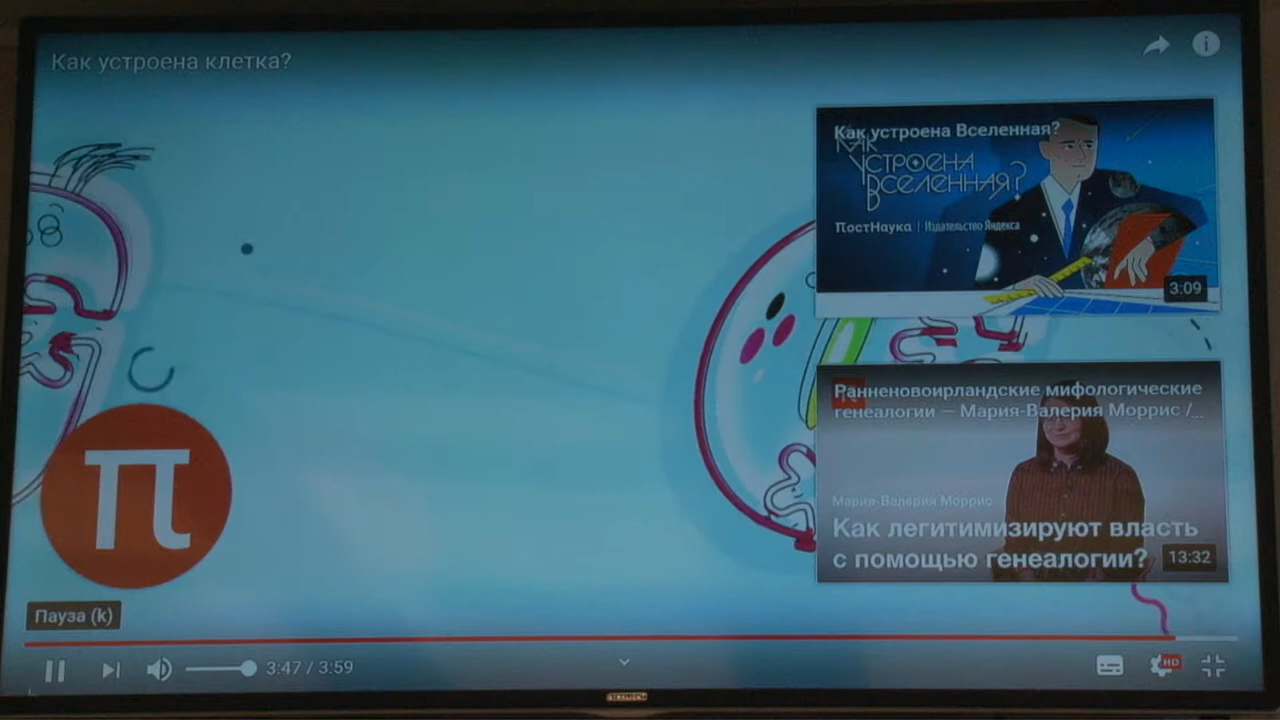 Как устроена клетка?
Как устроена Вселенная?
КАК
УСТРОЕНА
ВСЕЛЕННАЯ?
ПостНаука | Издательство Яндекса
3:09
Ранненовоирландские мифологические
генеалогии — Мария-Валерия Моррис /...
Мария-Валерия Моррис
Как легитимизируют власть
с помощью генеалогии?
13:32
π
Пауза (k)
3:47 / 3:59
HD